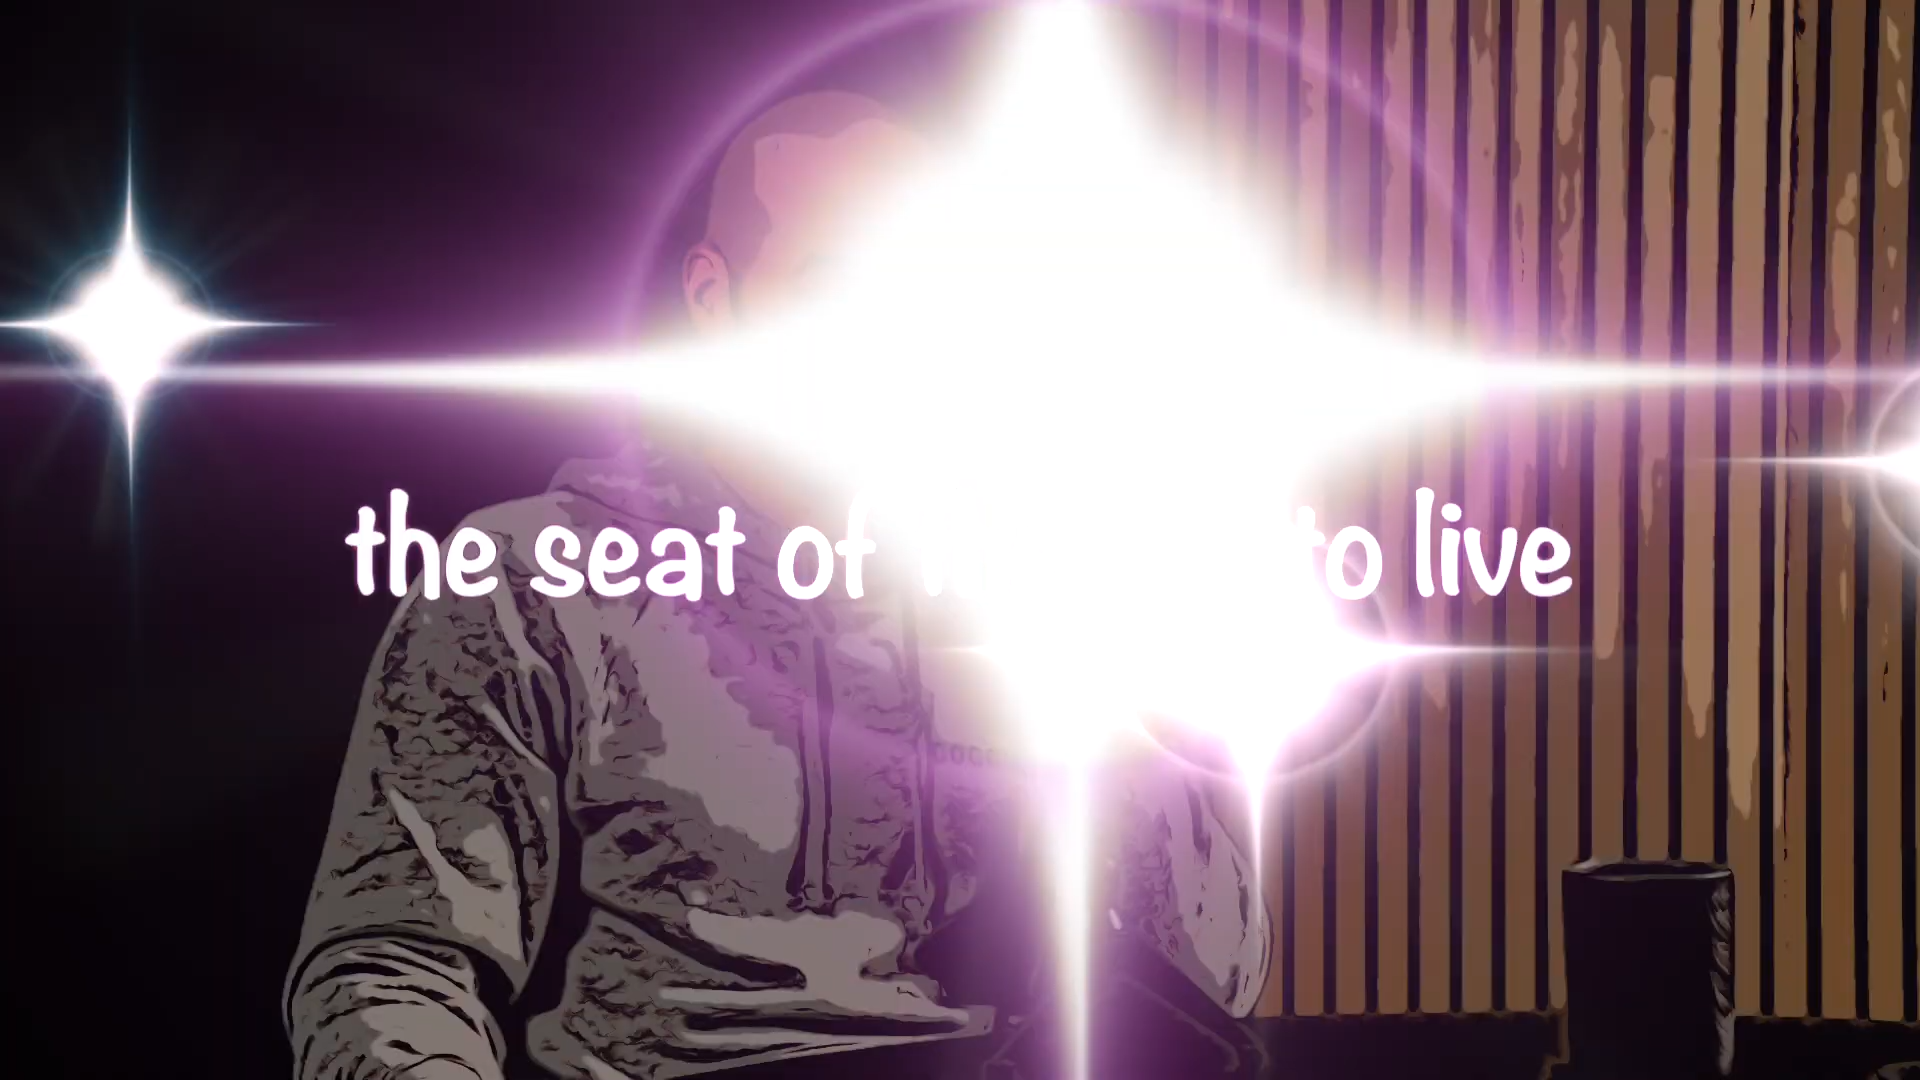 the seat of to live